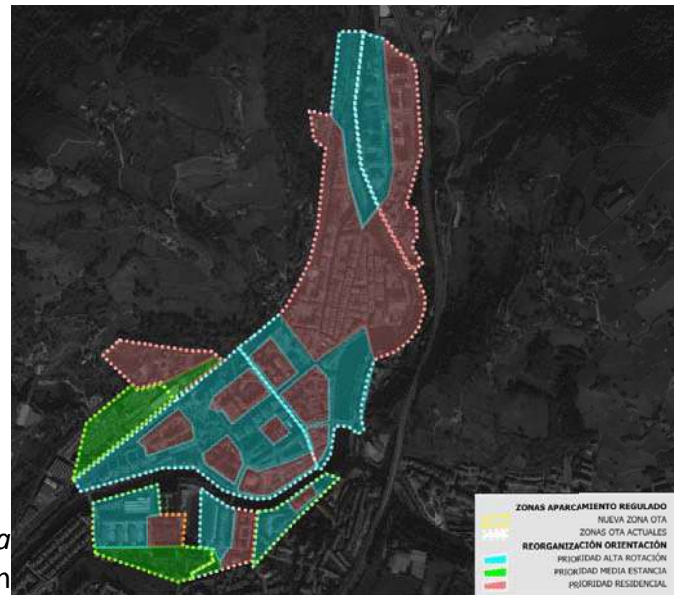 a
n
ZONAS APARCAMIENTO REGULADO
NUEVA ZONA OTA
ZONAS OTA ACTUALES
REORGANIZACIÓN ORIENTACIÓN
PRIORIDAD ALTA ROTACIÓN
PRIORIDAD MEDIA ESTANCIA
PRIORIDAD RESIDENCIAL